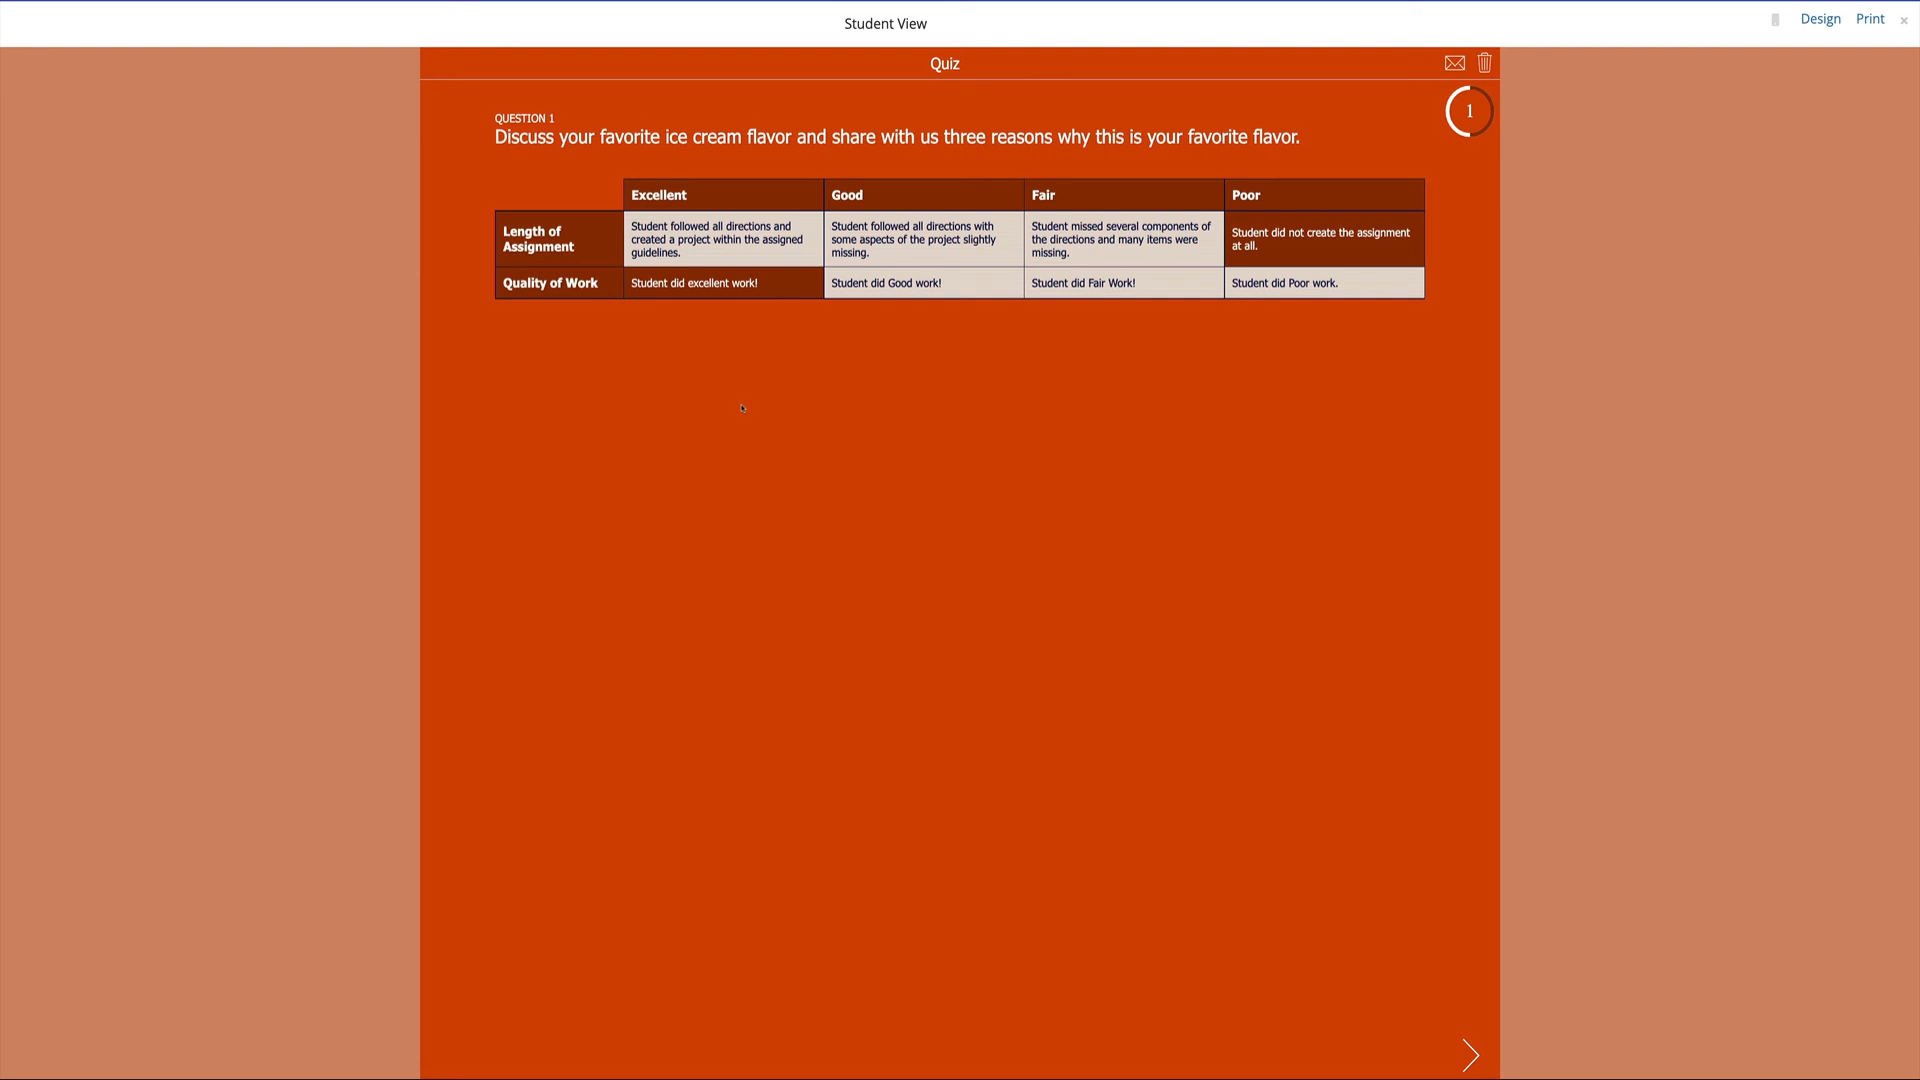 Student View
Design
Print
Quiz
1
QUESTION 1
Discuss your favorite ice cream flavor and share with us three reasons why this is your favorite flavor.
Excellent
Good
Fair
Poor
Length of
Assignment
Student followed all directions and
created a project within the assigned
guidelines.
Student followed all directions with
some aspects of the project slightly
missing.
Student missed several components of
the directions and many items were
missing.
Student did not create the assignment
at all.
Quality of Work
Student did excellent work!
Student did Good work!
Student did Fair Work!
Student did Poor work.